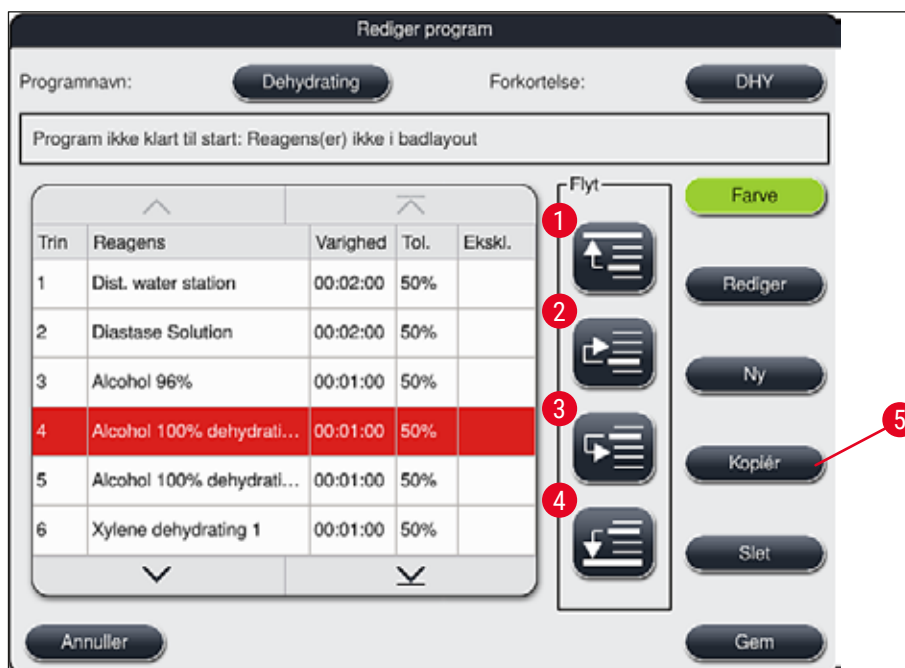 Rediger program
Programnavn: Dehydrating Forkortelse: DHY
Program ikke klart til start: Reagens(er) ikke i badlayout
Flyt Farve
1
Trin Reagens Varighed Tol. Ekskl.
1 Dist. water station 00:02:00 50% Rediger
2
2 Diastase Solution 00:02:00 50%
3 Alcohol 96% 00:01:00 50% Ny
3
4 Alcohol 100% dehydrati... 00:01:00 50% 5
5 Alcohol 100% dehydrati... 00:01:00 50% Kopiér
4
6 Xylene dehydrating 1 00:01:00 50% Slet
Annuller Gem